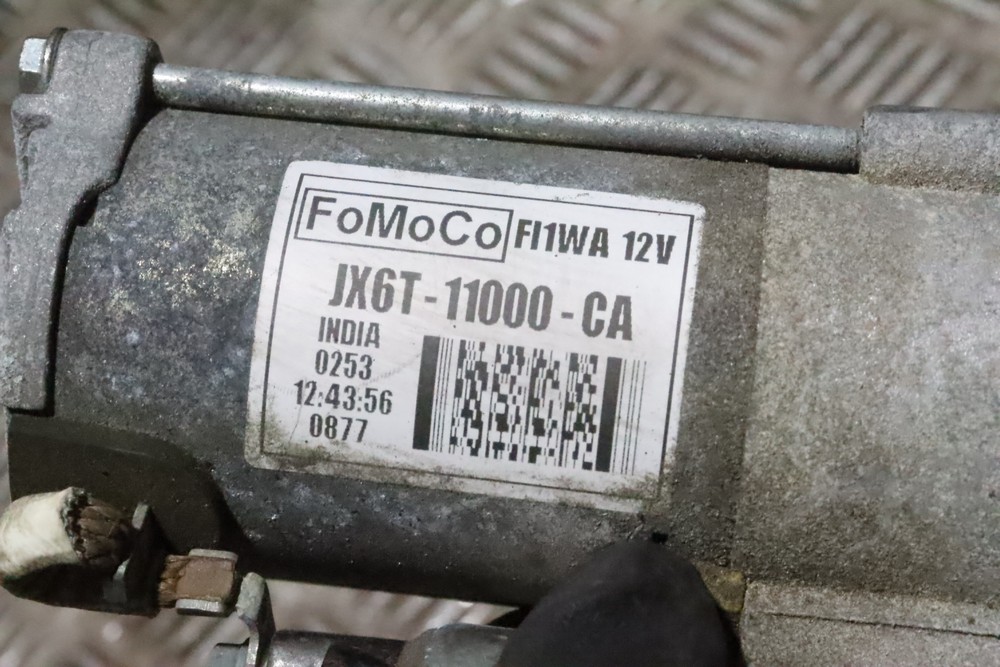 FoMoCo FI1WA 12V
JX6T-11000-CA
INDIA
0253
12:43:56
0877